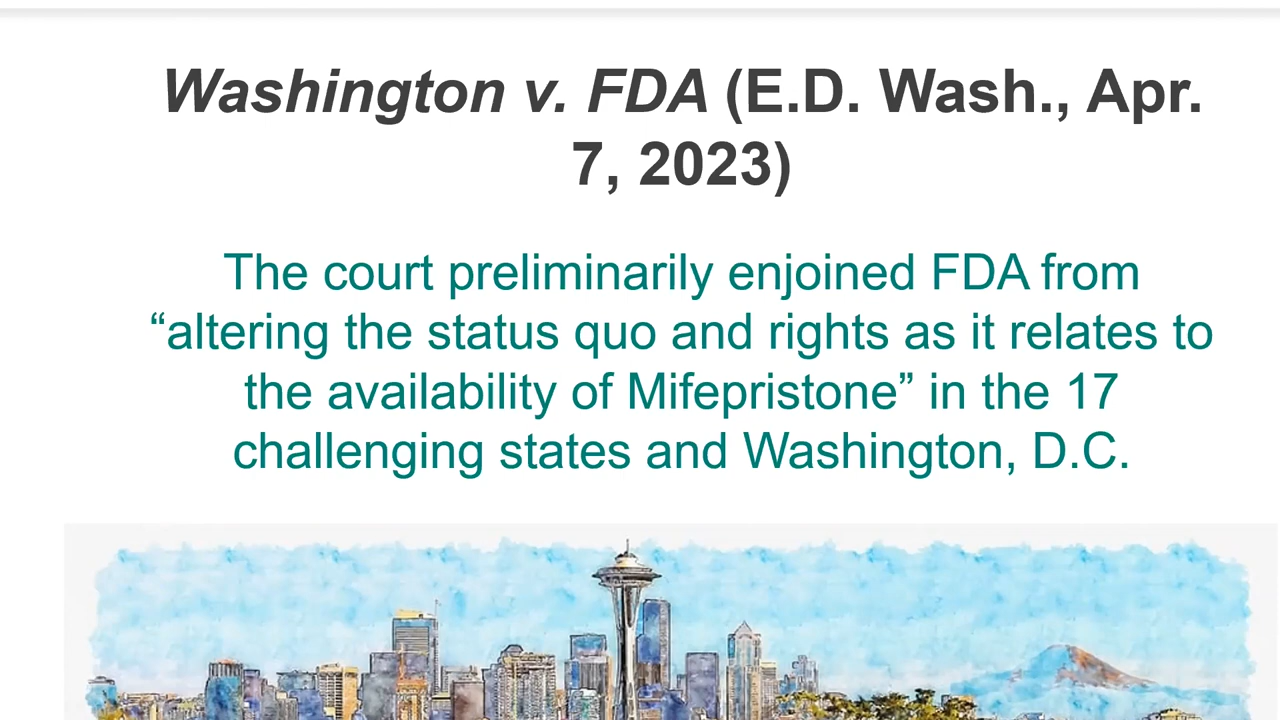 Washington v. FDA (E.D. Wash., Apr.
7, 2023)
The court preliminarily enjoined FDA from
“altering the status quo and rights as it relates to
the availability of Mifepristone” in the 17
challenging states and Washington, D.C.